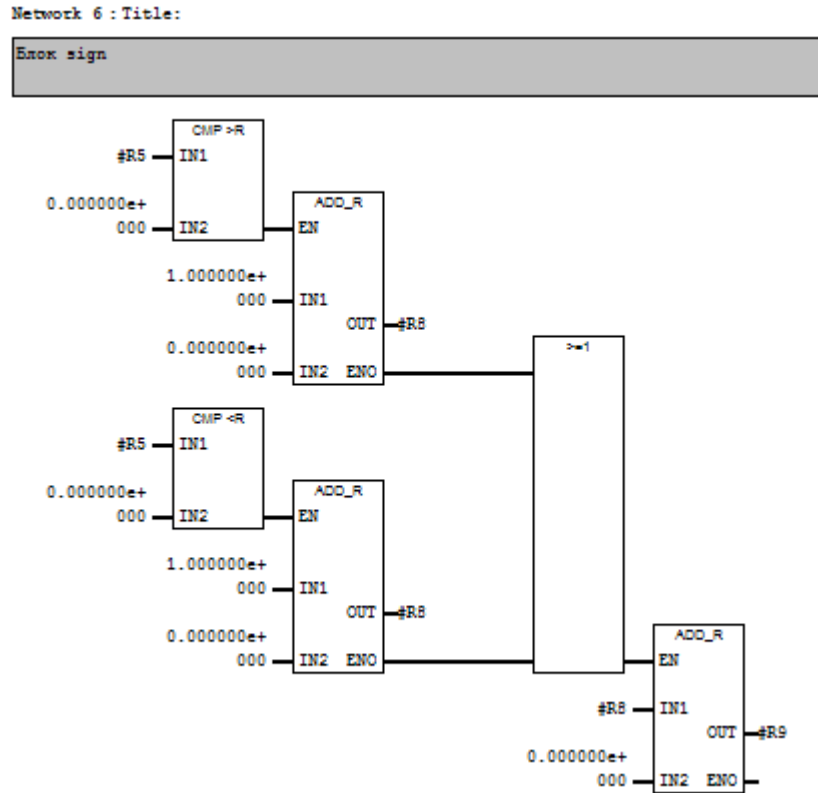 Network 6 : Title:
Блок sign
CMP >R
#R5 IN1
0.000000e+
000 IN2
ADD_R
EN
1.000000e+
000 IN1
OUT #R8
0.000000e+
000 IN2 ENO
>=1
CMP <R
#R5 IN1
0.000000e+
000 IN2
ADD_R
EN
1.000000e+
000 IN1
OUT #R8
0.000000e+
000 IN2 ENO
ADD_R
EN
#R8 IN1
OUT #R9
0.000000e+
000 IN2 ENO